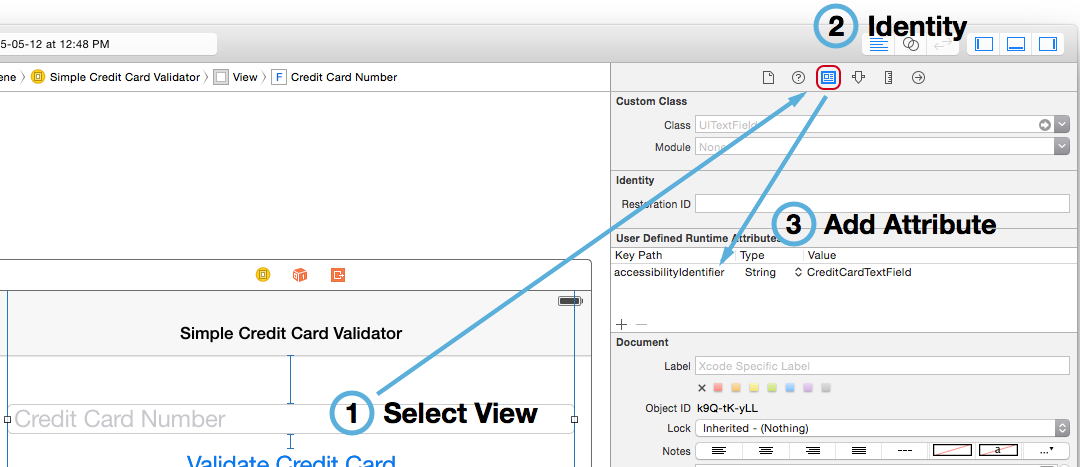 2 Identity
5-05-12 at 12:48 PM
ene 〉 Simple Credit Card Validator 〉 View 〉 F Credit Card Number
Custom Class
Class UITextField
Module None
Identity
Restoration ID
3 Add Attribute
User Defined Runtime Attributes
Key Path Type Value
accessibilityIdentifier String CreditCardTextField
Simple Credit Card Validator
Document
Label Xcode Specific Label
Object ID k9Q-tK-yLL
1 Select View
Credit Card Number
Lock Inherited - (Nothing)
Notes a ...
Validate Credit Card